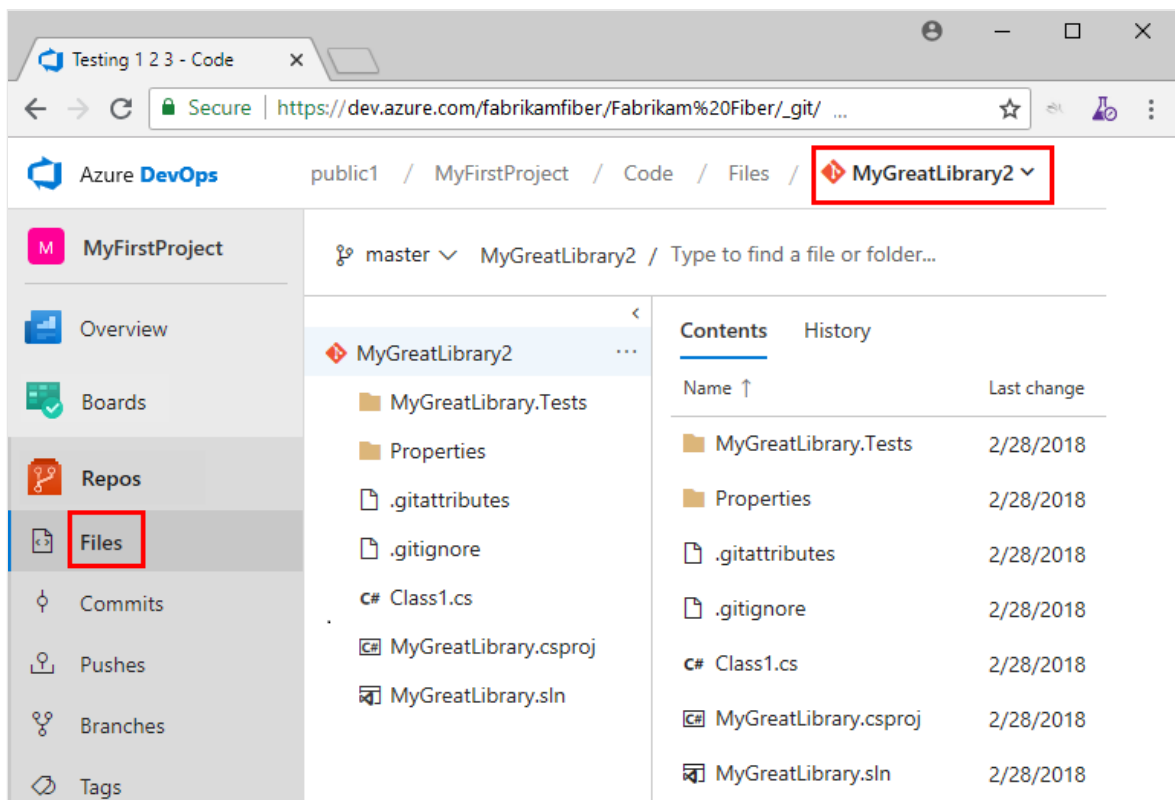 Testing 1 2 3 - Code
Secure https://dev.azure.com/fabrikamfiber/Fabrikam%20Fiber/_git/ ...
Azure DevOps
public1 / MyFirstProject / Code / Files / MyGreatLibrary2
M MyFirstProject
Overview
Boards
Repos
Files
Commits
Pushes
Branches
Tags
master MyGreatLibrary2 / Type to find a file or folder...
MyGreatLibrary2 ...
MyGreatLibrary.Tests
Properties
.gitattributes
.gitignore
C# Class1.cs
C# MyGreatLibrary.csproj
MyGreatLibrary.sln
Contents History
Name ↑ Last change
MyGreatLibrary.Tests 2/28/2018
Properties 2/28/2018
.gitattributes 2/28/2018
.gitignore 2/28/2018
C# Class1.cs 2/28/2018
C# MyGreatLibrary.csproj 2/28/2018
MyGreatLibrary.sln 2/28/2018